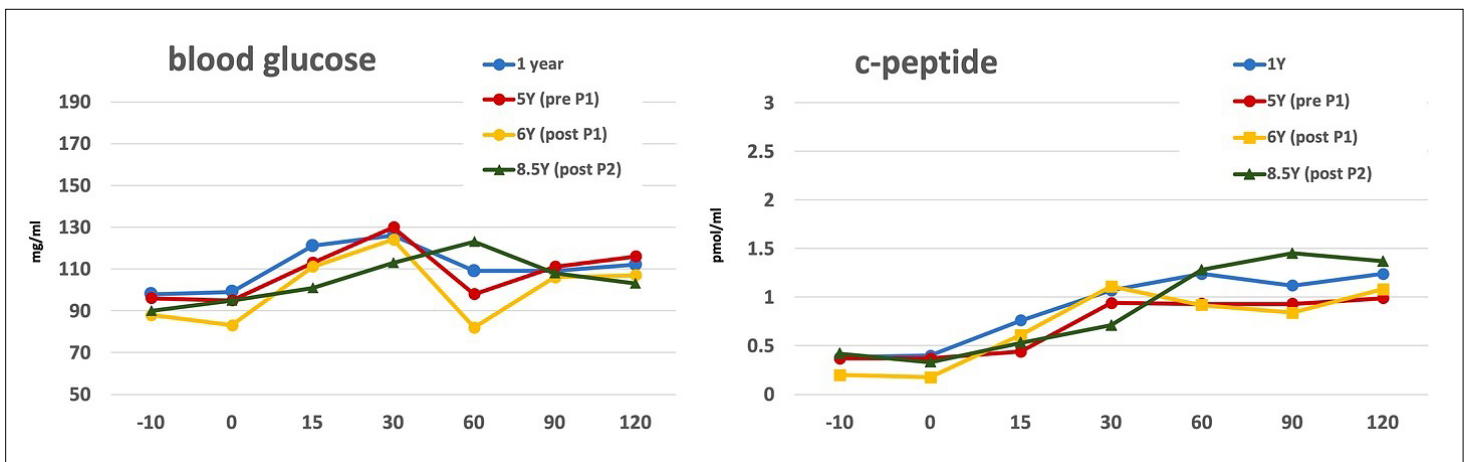 blood glucose
1 year
5Y (pre P1)
6Y (post P1)
8.5Y (post P2)
mg/ml
190
170
150
130
110
90
70
50
-10 0 15 30 60 90 120
c-peptide
1Y
5Y (pre P1)
6Y (post P1)
8.5Y (post P2)
pmol/ml
3
2.5
2
1.5
1
0.5
0
-10 0 15 30 60 90 120